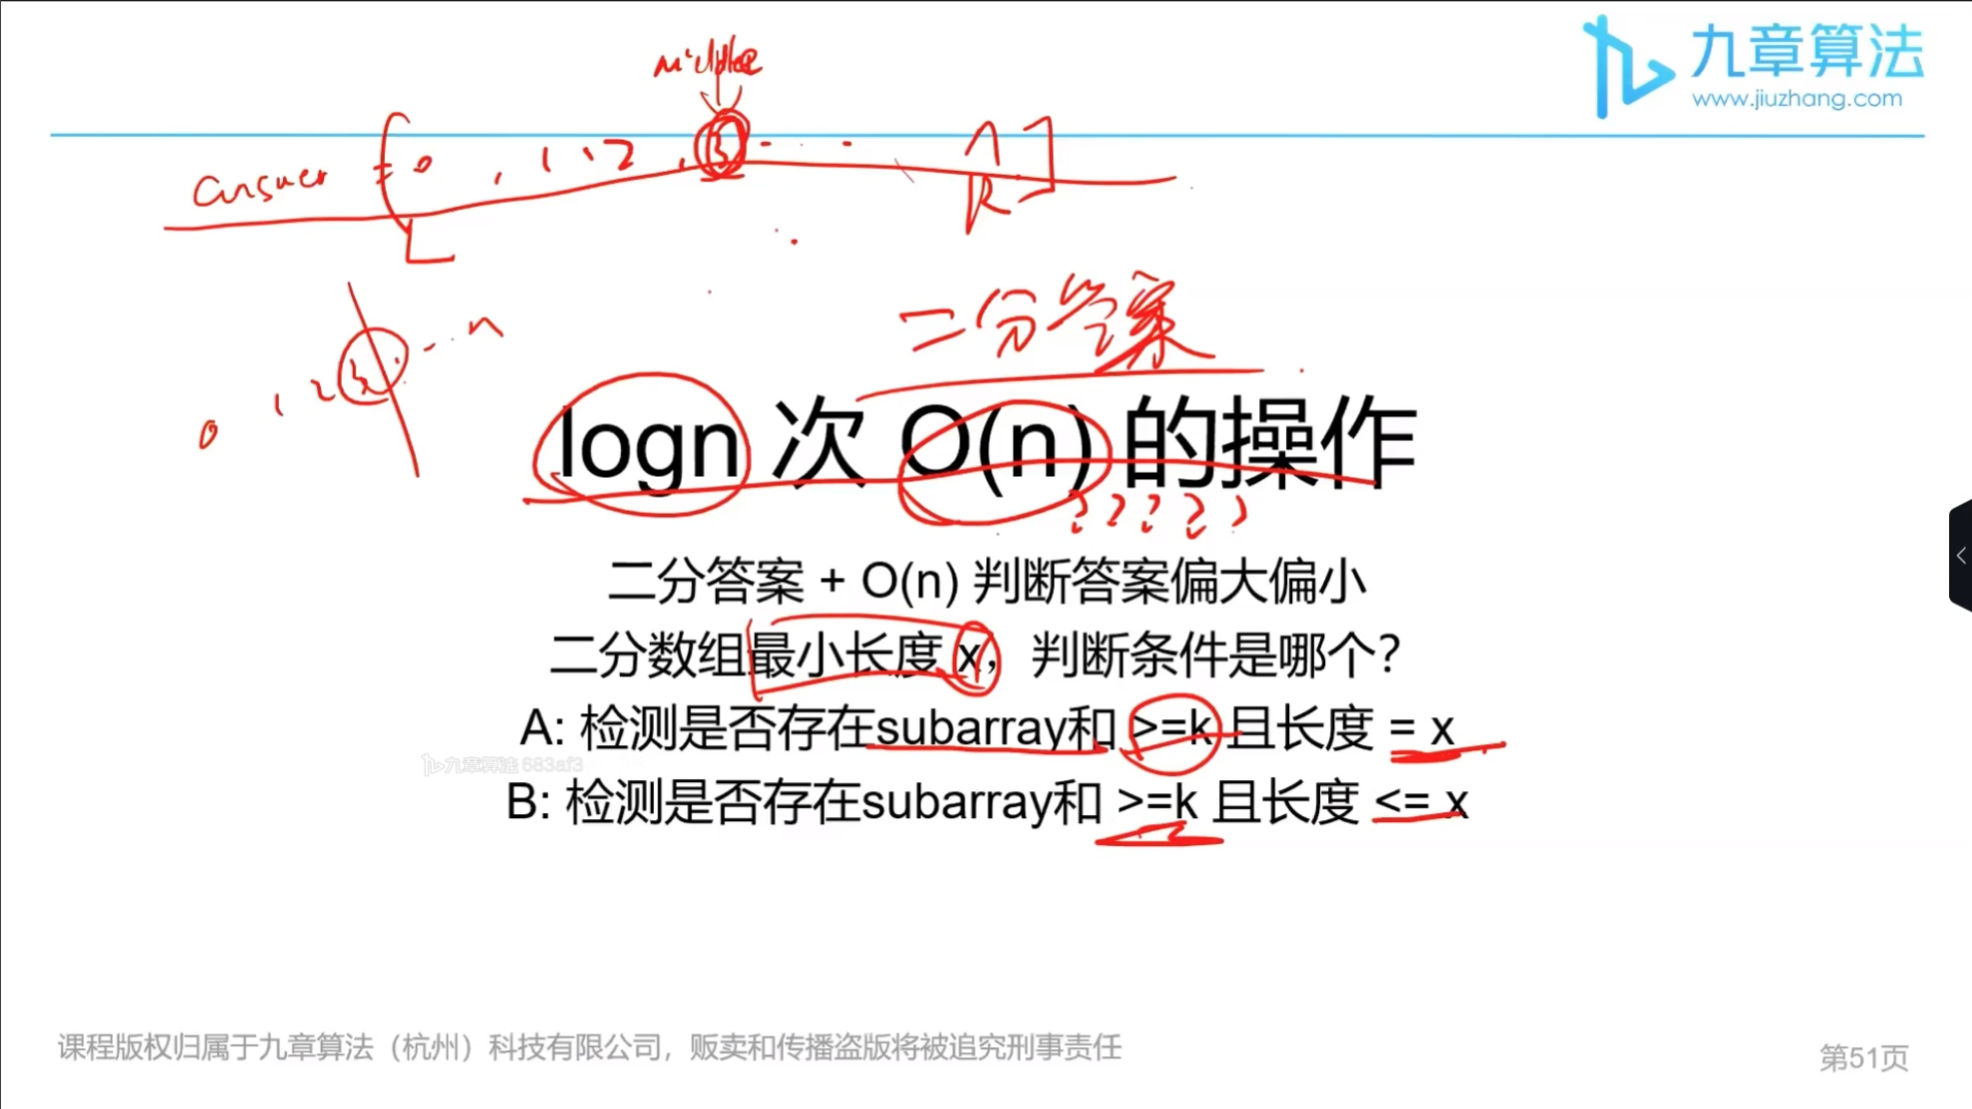 middle
九章算法
www.jiuzhang.com
answer = [ 0 , 1 , 2 , 3 . . . n ]
L
R
二分答案
0 1 2 3 . . . n
logn 次 O(n) 的操作
? ? ? ? ?
二分答案 + O(n) 判断答案偏大偏小
二分数组最小长度 x，判断条件是哪个?
A: 检测是否存在subarray和 >=k 且长度 = x
九章算法 683af3
B: 检测是否存在subarray和 >=k 且长度 <= x
课程版权归属于九章算法（杭州）科技有限公司，贩卖和传播盗版将被追究刑事责任
第51页